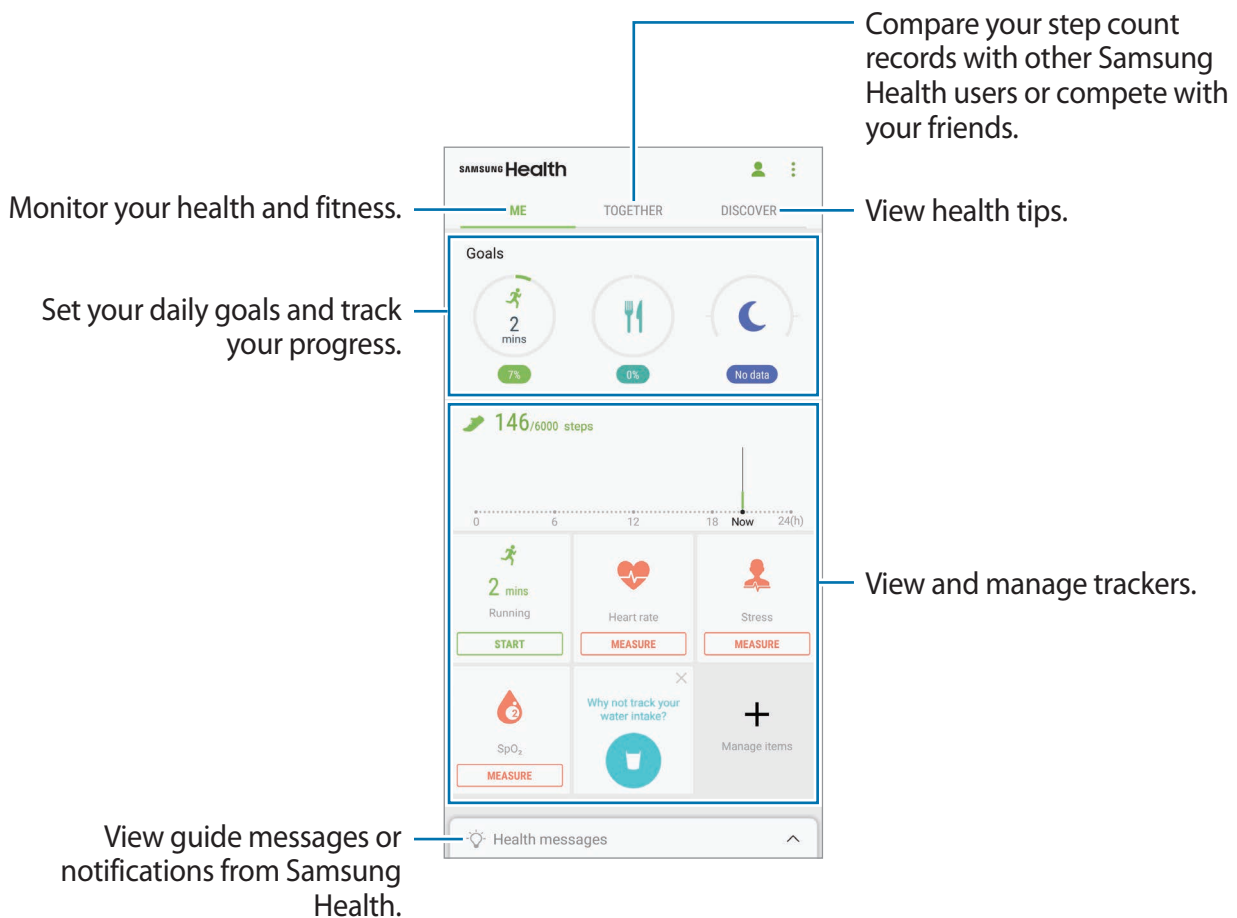 Compare your step count
records with other Samsung
Health users or compete with
your friends.
SAMSUNG Health
Monitor your health and fitness.
ME TOGETHER DISCOVER
View health tips.
Goals
Set your daily goals and track
your progress.
2
mins
7% 0% No data
146/6000 steps
0 6 12 18 Now 24(h)
2 mins
Running Heart rate Stress
START MEASURE MEASURE
View and manage trackers.
2
Why not track your
water intake?
SpO₂
Manage items
MEASURE
View guide messages or
notifications from Samsung
Health.
Health messages